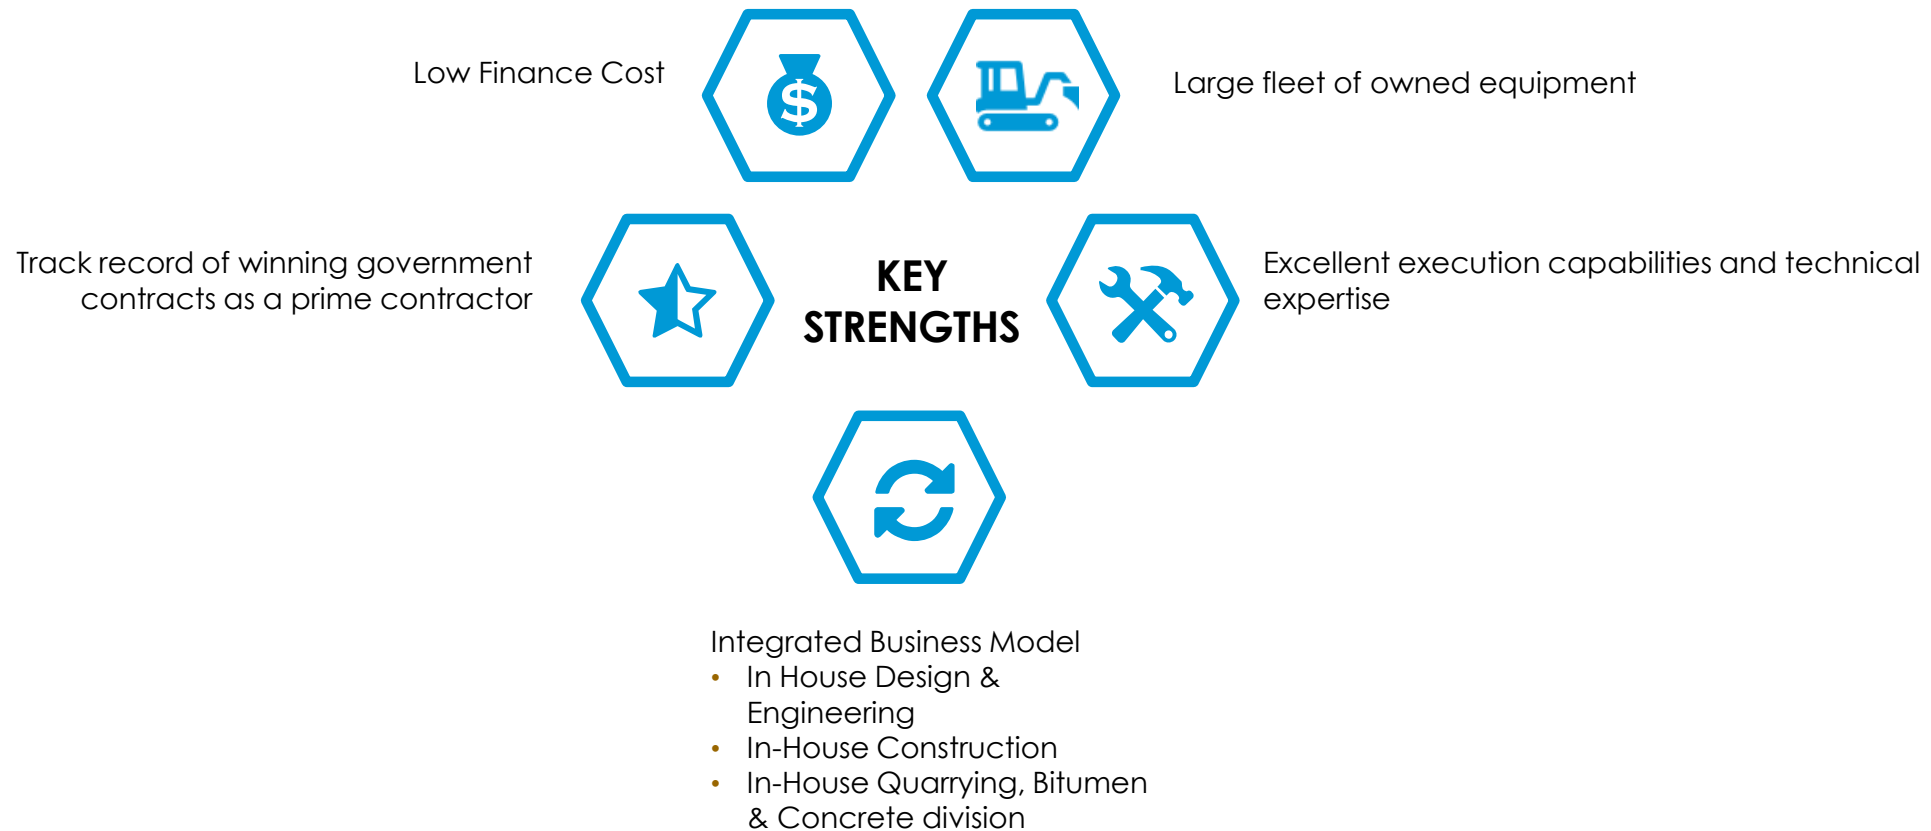 Low Finance Cost
Large fleet of owned equipment
Track record of winning government
contracts as a prime contractor
KEY
STRENGTHS
Excellent execution capabilities and technical
expertise
Integrated Business Model
• In House Design &
Engineering
• In-House Construction
• In-House Quarrying, Bitumen
& Concrete division